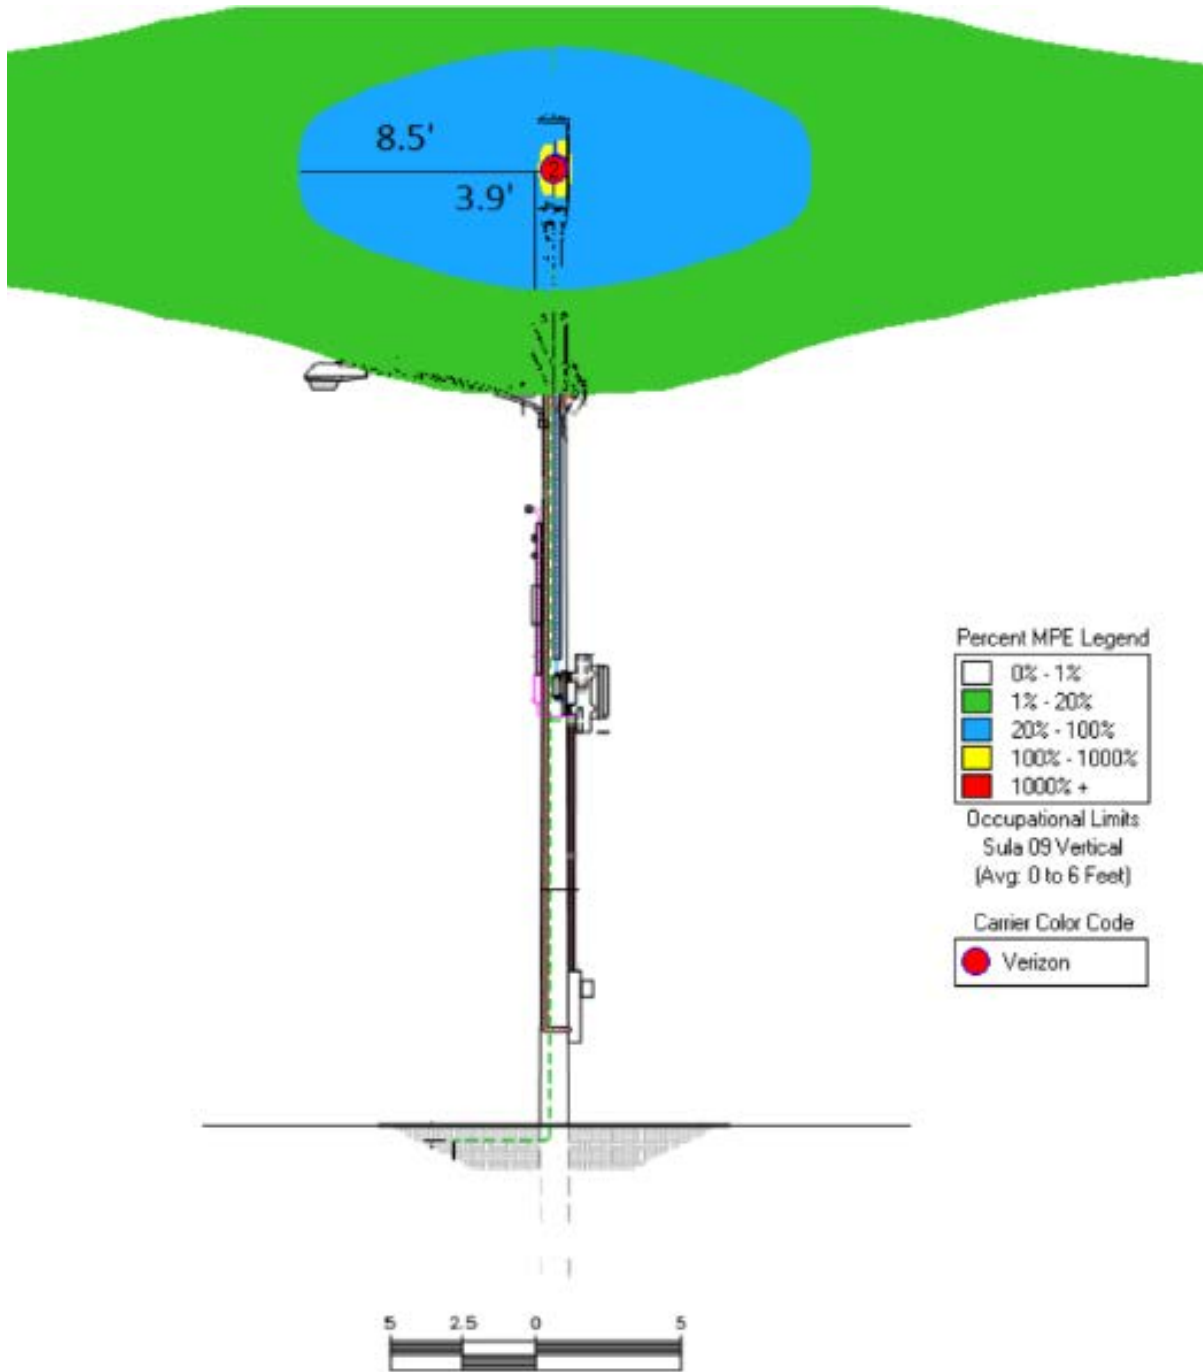 8.5'
2
3.9'
Percent MPE Legend
0% - 1%
1% - 20%
20% - 100%
100% - 1000%
1000% +
Occupational Limits
Sula 09 Vertical
(Avg: 0 to 6 Feet)
Carrier Color Code
Verizon
5 2.5 0 5